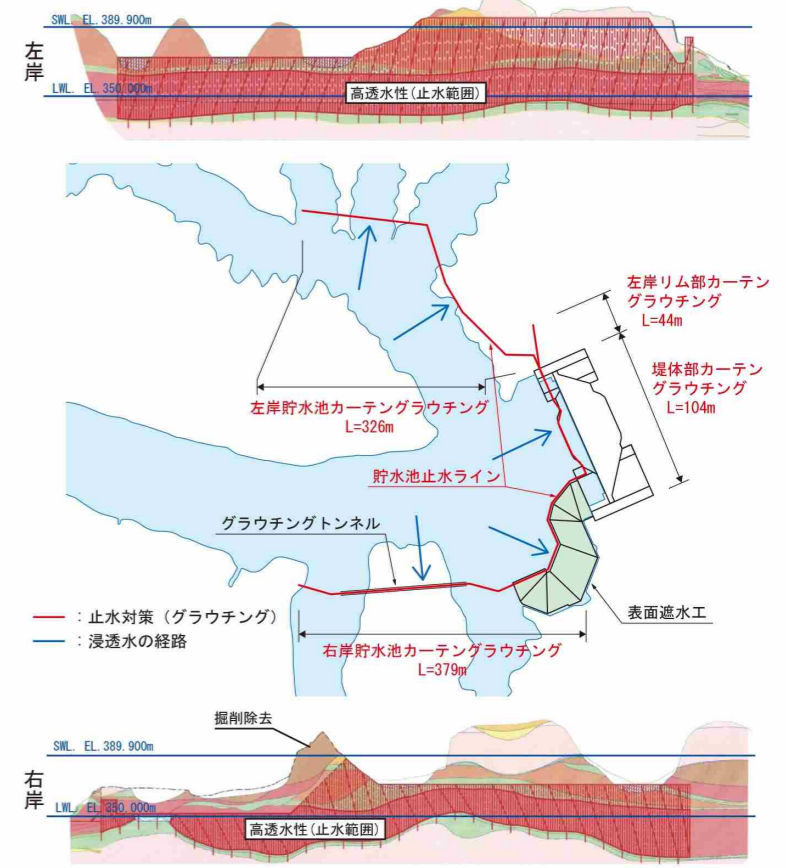 SWL. EL.389.900m
左岸
LWL. EL.350.000m
高透水性(止水範囲)
左岸リム部カーテン
グラウチング
L=44m
堤体部カーテン
グラウチング
L=104m
左岸貯水池カーテングラウチング
L=326m
貯水池止水ライン
グラウチングトンネル
表面遮水工
:止水対策(グラウチング)
:浸透水の経路
右岸貯水池カーテングラウチング
L=379m
掘削除去
SWL. EL.389.900m
右岸
LWL. EL.350.000m
高透水性(止水範囲)